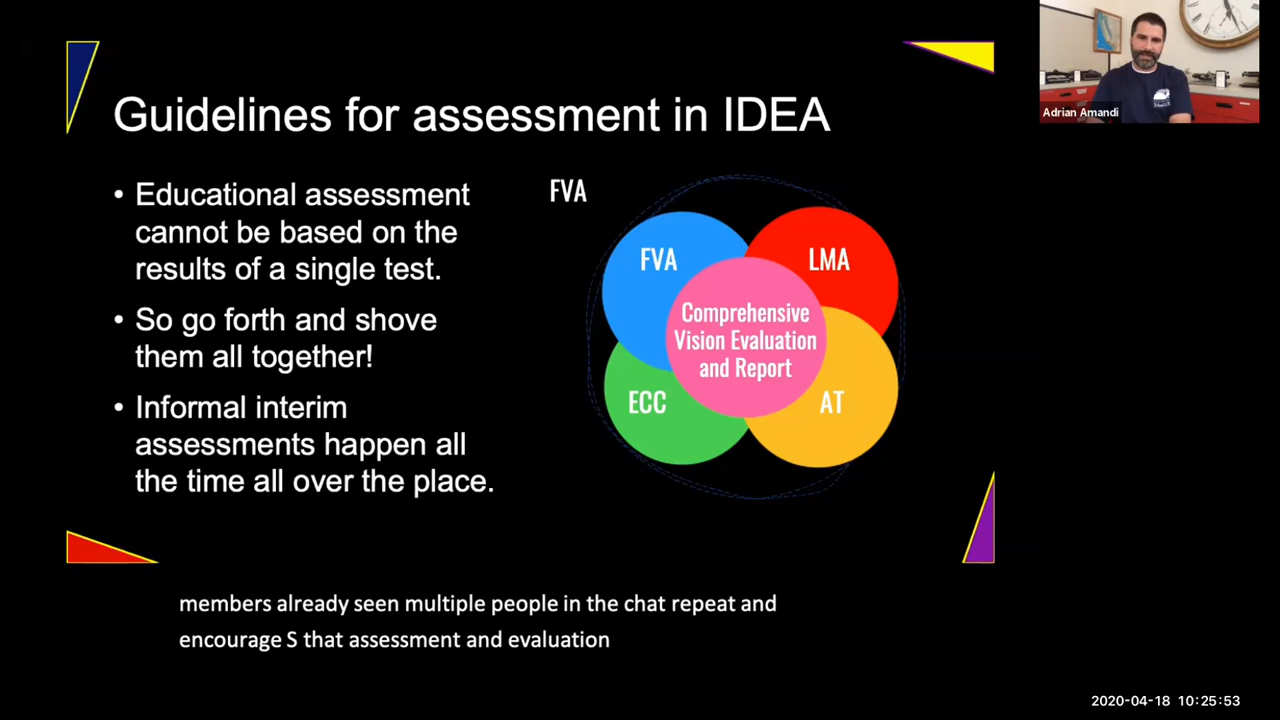 Guidelines for assessment in IDEA
• Educational assessment
cannot be based on the
results of a single test.
• So go forth and shove
them all together!
• Informal interim
assessments happen all
the time all over the place.
FVA
FVA
LMA
Comprehensive
Vision Evaluation
and Report
ECC
AT
Adrian Amandi
members already seen multiple people in the chat repeat and
encourage S that assessment and evaluation
2020-04-18 10:25:53